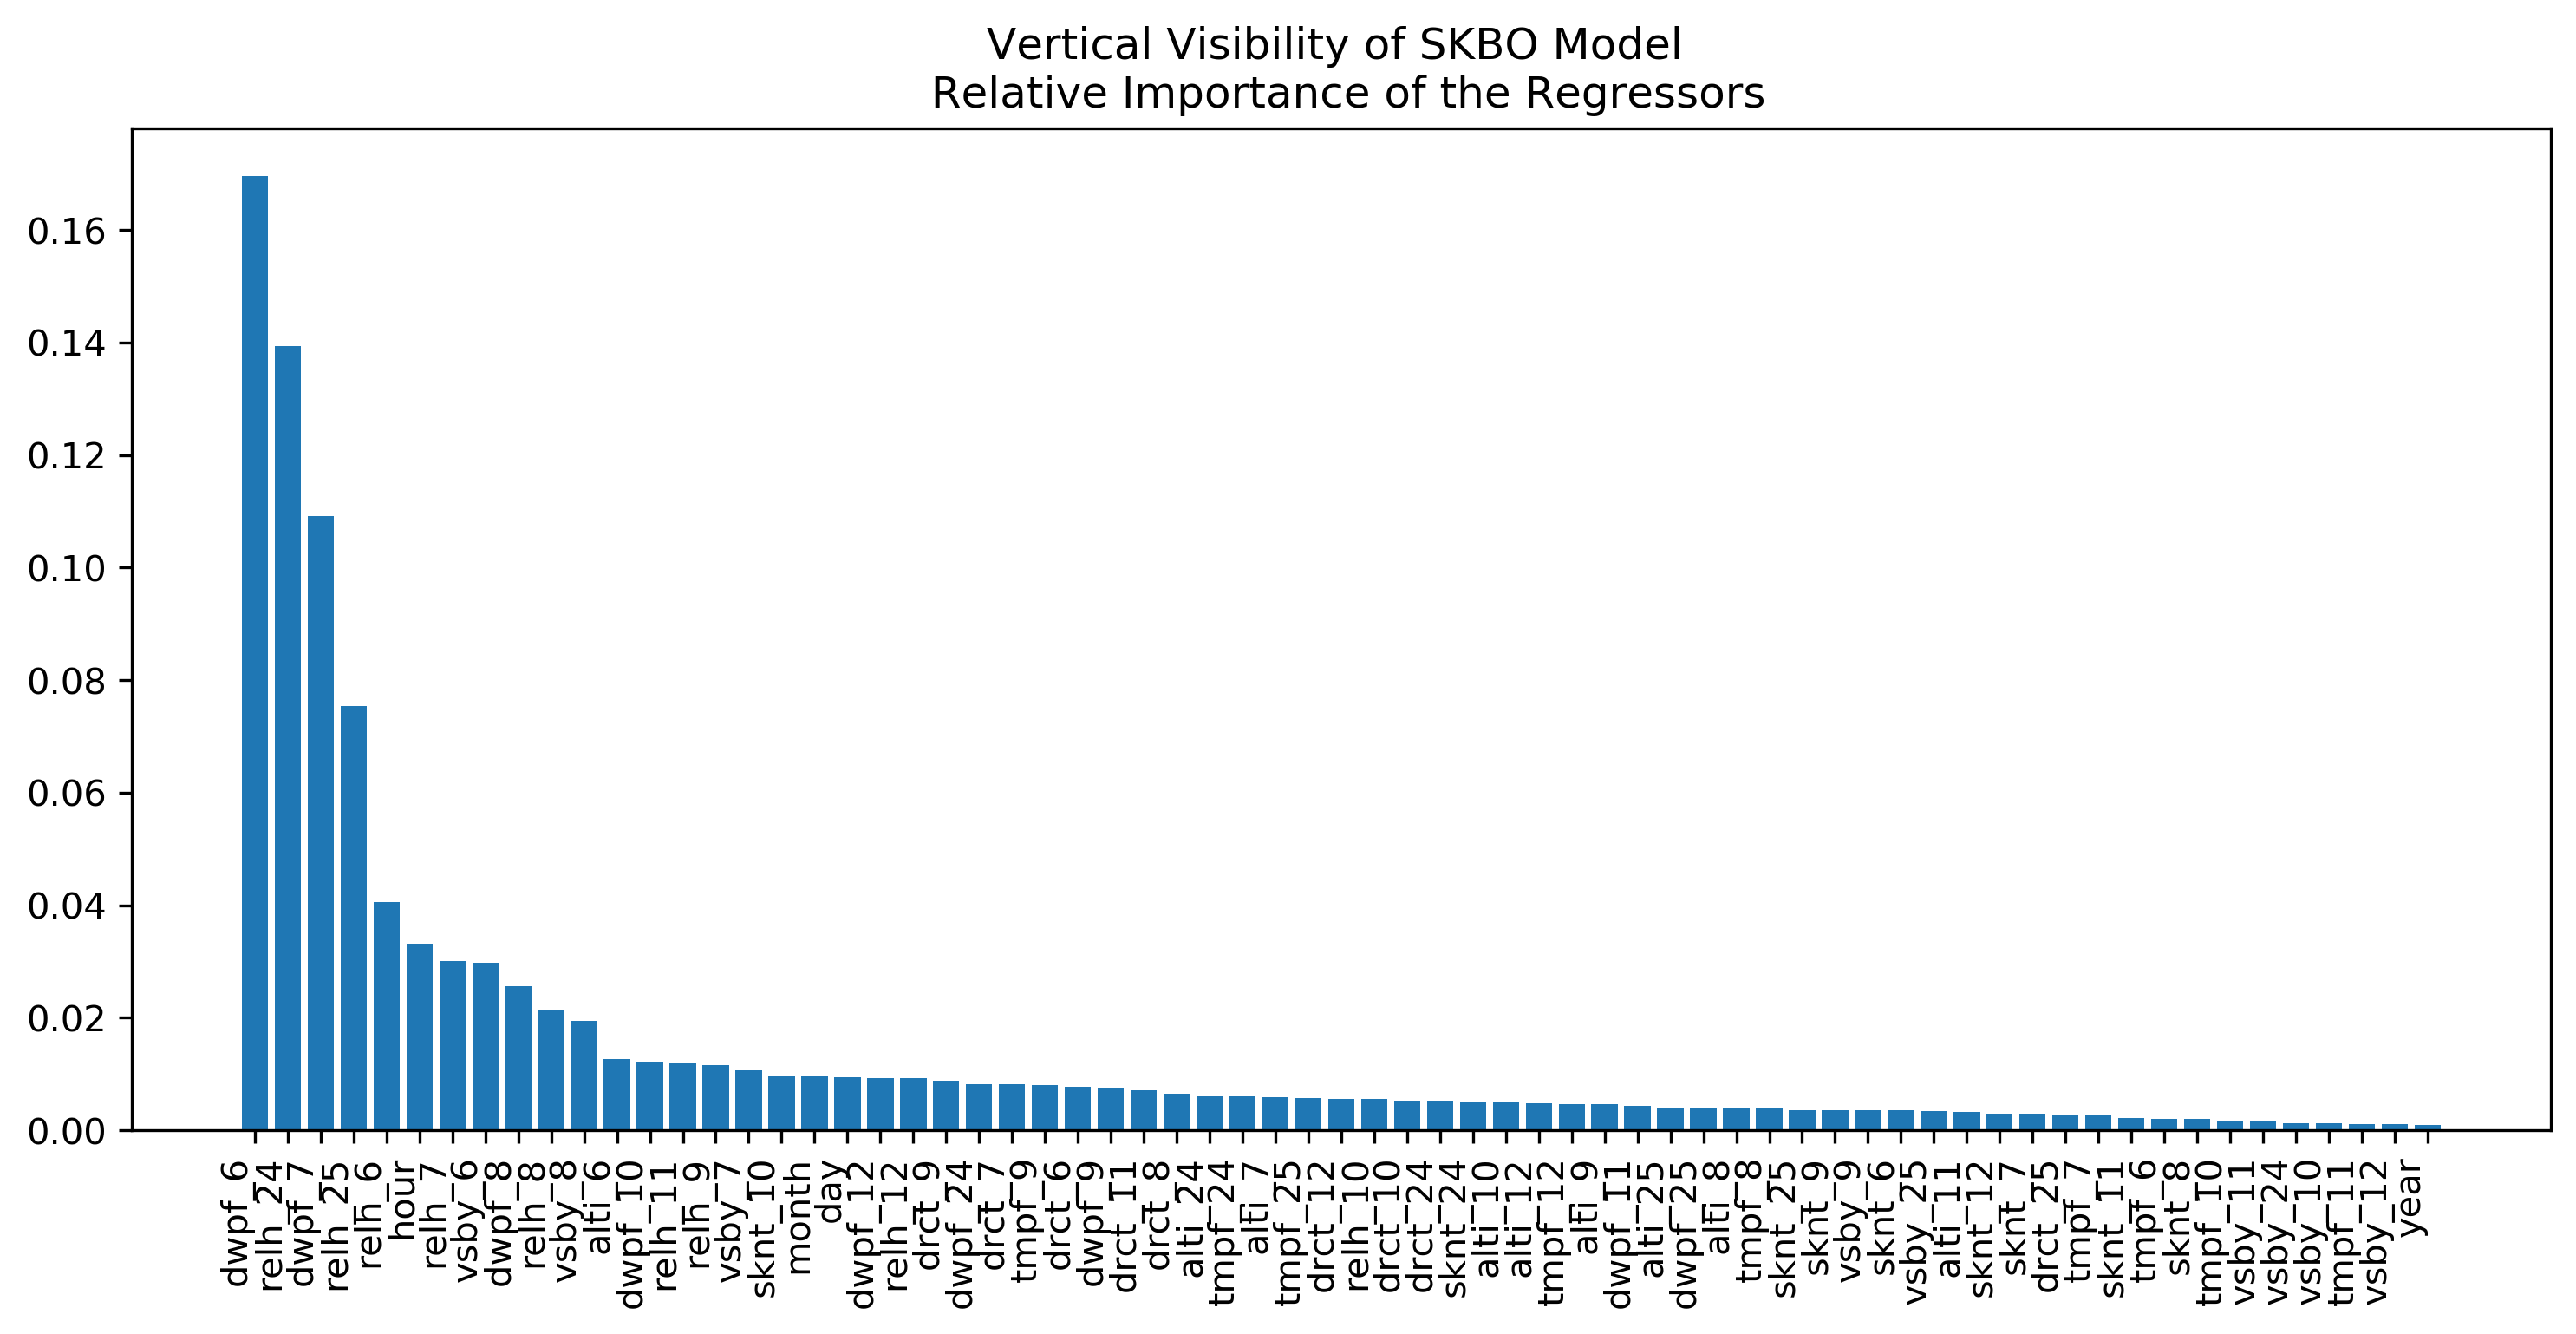 Vertical Visibility of SKBO Model
Relative Importance of the Regressors
0.16
0.14
0.12
0.10
0.08
0.06
0.04
0.02
0.00
dwpf_6
relh_24
dwpf_7
relh_25
relh_6
hour
relh_7
vsby_6
dwpf_8
relh_8
vsby_8
alti_6
dwpf_10
relh_11
relh_9
vsby_7
sknt_10
month
day
dwpf_12
relh_12
drct_9
dwpf_24
drct_7
tmpf_9
drct_6
dwpf_9
drct_11
drct_8
alti_24
tmpf_24
alti_7
tmpf_25
drct_12
relh_10
drct_10
drct_24
sknt_24
alti_10
alti_12
tmpf_12
alti_9
dwpf_11
alti_25
dwpf_25
alti_8
tmpf_8
sknt_25
sknt_9
vsby_9
sknt_6
vsby_25
alti_11
sknt_12
sknt_7
drct_25
tmpf_7
sknt_11
tmpf_6
sknt_8
tmpf_10
vsby_11
vsby_24
vsby_10
tmpf_11
vsby_12
year